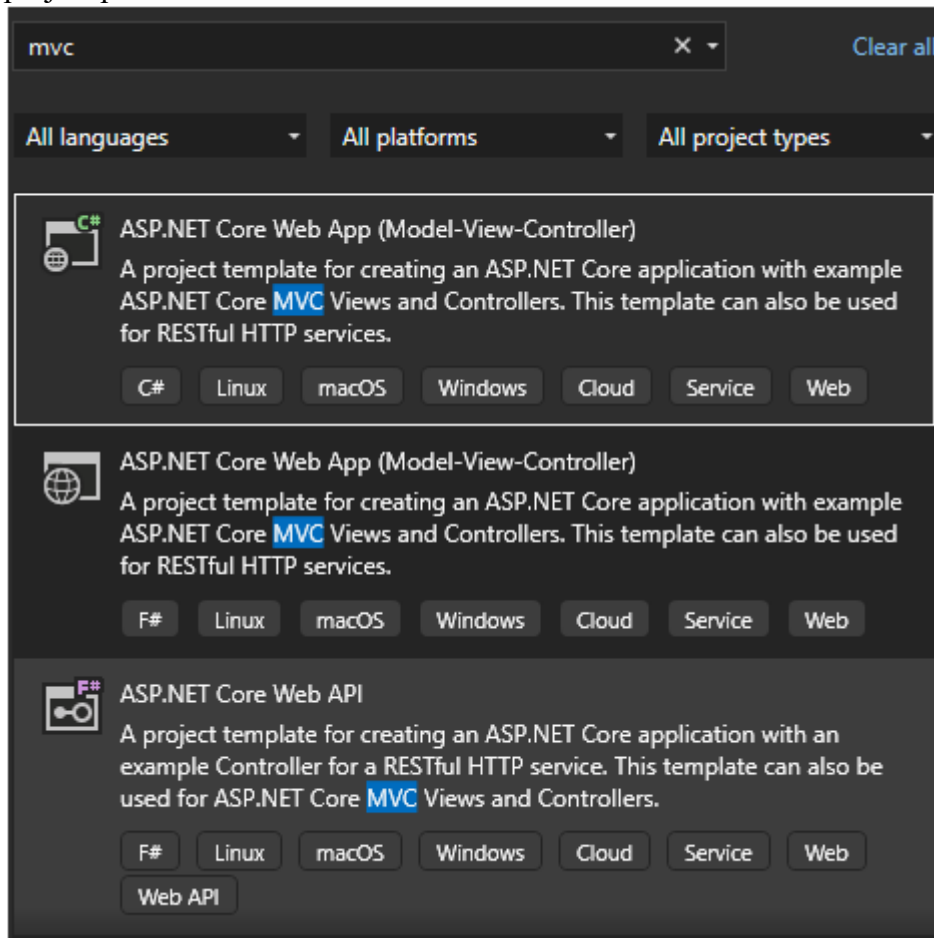 mvc
Clear all
All languages
All platforms
All project types
C#
ASP.NET Core Web App (Model-View-Controller)
A project template for creating an ASP.NET Core application with example
ASP.NET Core MVC Views and Controllers. This template can also be used
for RESTful HTTP services.
C# Linux macOS Windows Cloud Service Web
ASP.NET Core Web App (Model-View-Controller)
A project template for creating an ASP.NET Core application with example
ASP.NET Core MVC Views and Controllers. This template can also be used
for RESTful HTTP services.
F# Linux macOS Windows Cloud Service Web
F#
ASP.NET Core Web API
A project template for creating an ASP.NET Core application with an
example Controller for a RESTful HTTP service. This template can also be
used for ASP.NET Core MVC Views and Controllers.
F# Linux macOS Windows Cloud Service Web
Web API